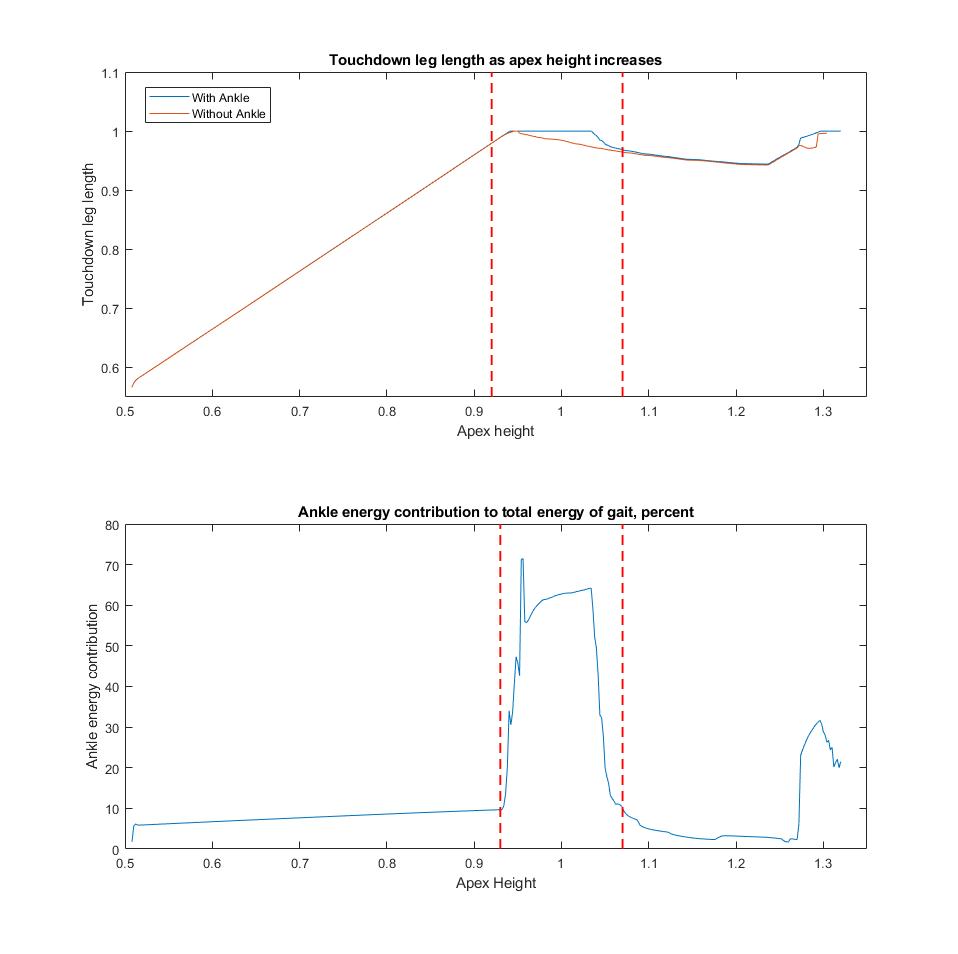 Touchdown leg length as apex height increases
1.1
With Ankle
Without Ankle
1
0.9
0.8
0.7
0.6
Touchdown leg length
0.5 0.6 0.7 0.8 0.9 1 1.1 1.2 1.3
Apex height
Ankle energy contribution to total energy of gait, percent
80
70
60
50
40
30
20
10
0
Ankle energy contribution
0.5 0.6 0.7 0.8 0.9 1 1.1 1.2 1.3
Apex Height